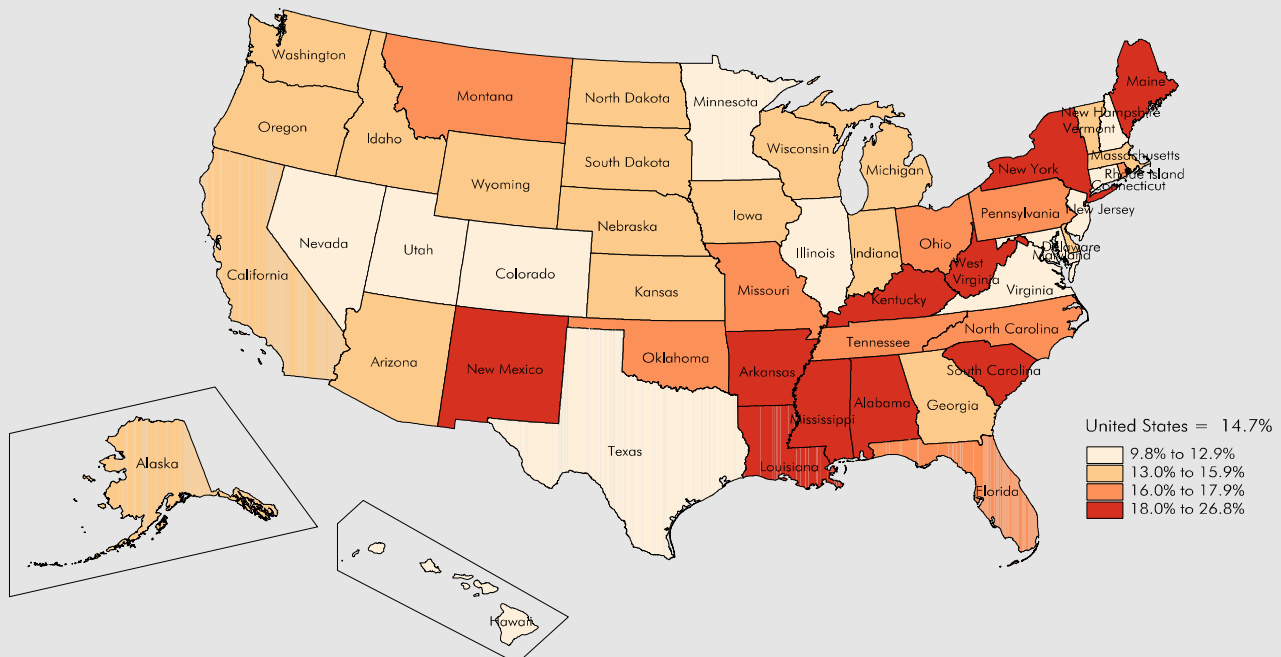 Washington
Montana
North Dakota
Minnesota
Maine
New Hampshire
Vermont
Oregon
Idaho
Wisconsin
South Dakota
Michigan
Massachusetts
New York
Rhode Island
Connecticut
Wyoming
Nebraska
Iowa
Pennsylvania
New Jersey
Nevada
Utah
Colorado
Illinois
Indiana
Ohio
Delaware
Maryland
California
Kansas
Missouri
West
Virginia
Virginia
Kentucky
North Carolina
Tennessee
Arizona
New Mexico
Oklahoma
Arkansas
South Carolina
Mississippi
Alabama
Georgia
Texas
Louisiana
Florida
Alaska
Hawaii
United States = 14.7%
9.8% to 12.9%
13.0% to 15.9%
16.0% to 17.9%
18.0% to 26.8%